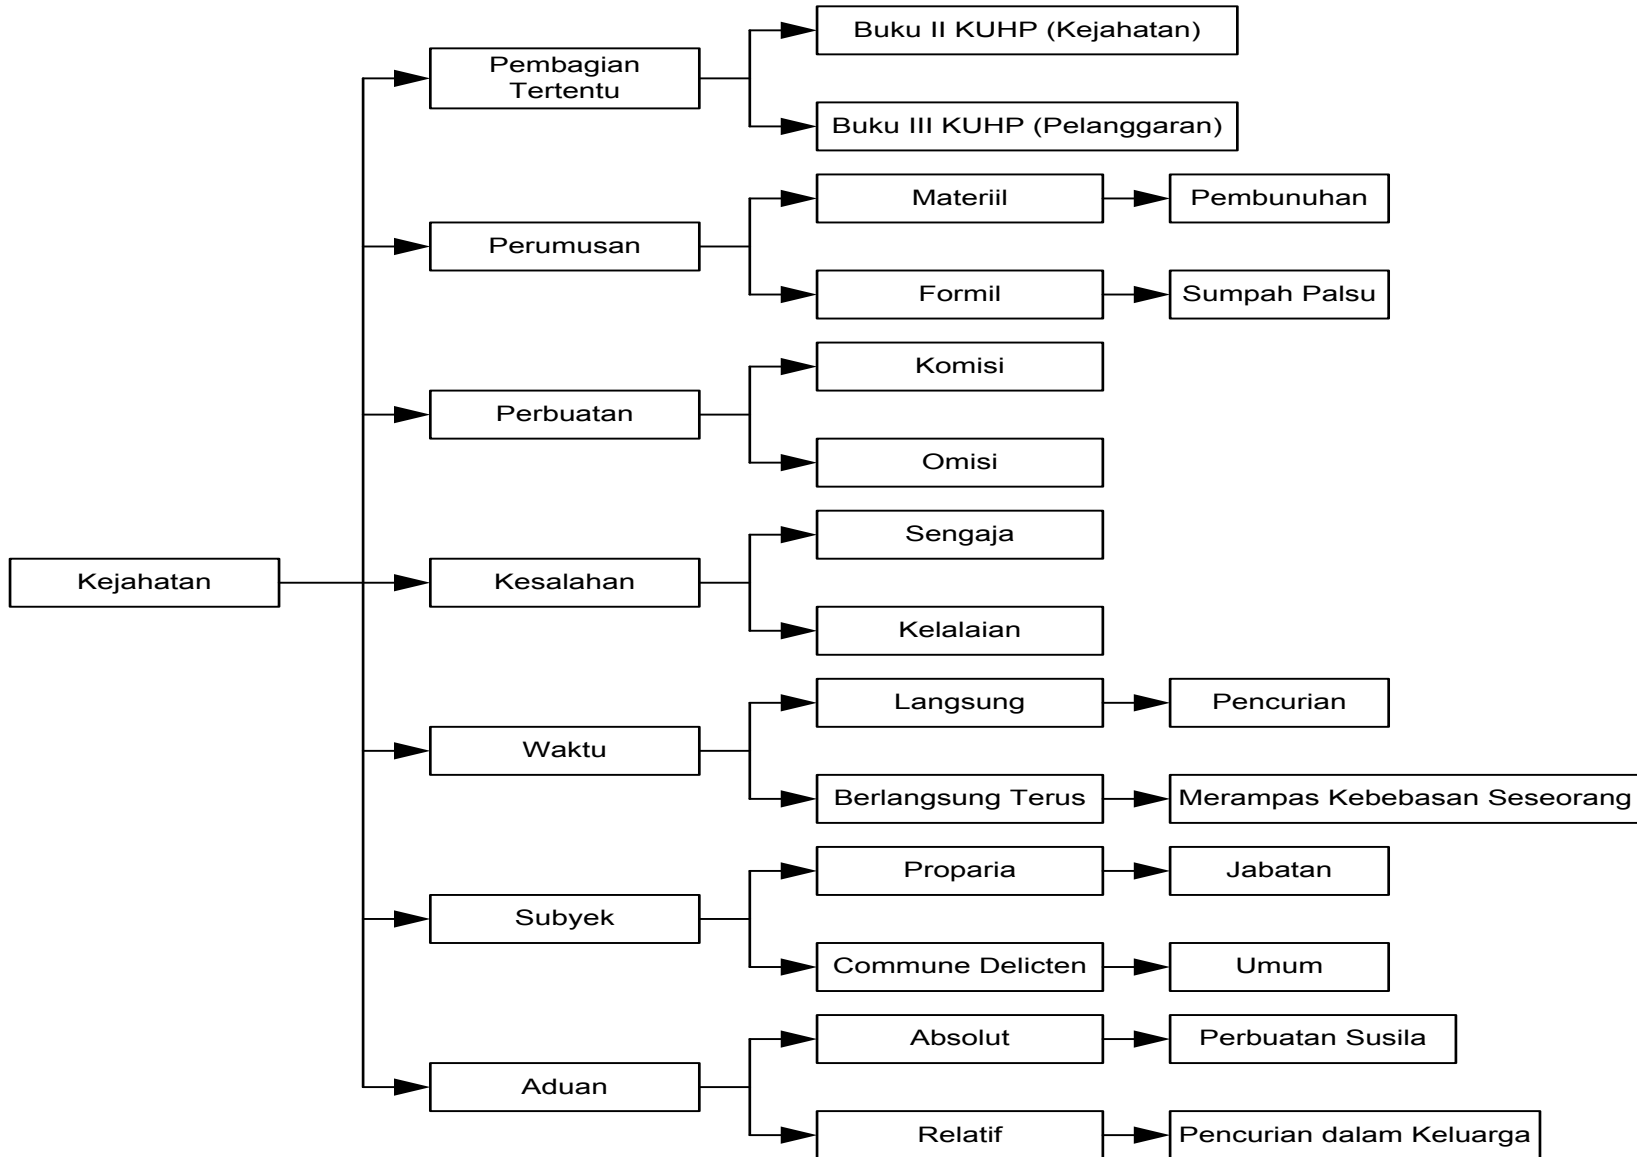 Kejahatan
Pembagian
Tertentu
Buku II KUHP (Kejahatan)
Buku III KUHP (Pelanggaran)
Perumusan
Materiil
Pembunuhan
Formil
Sumpah Palsu
Perbuatan
Komisi
Omisi
Kesalahan
Sengaja
Kelalaian
Waktu
Langsung
Pencurian
Berlangsung Terus
Merampas Kebebasan Seseorang
Subyek
Proparia
Jabatan
Commune Delicten
Umum
Aduan
Absolut
Perbuatan Susila
Relatif
Pencurian dalam Keluarga